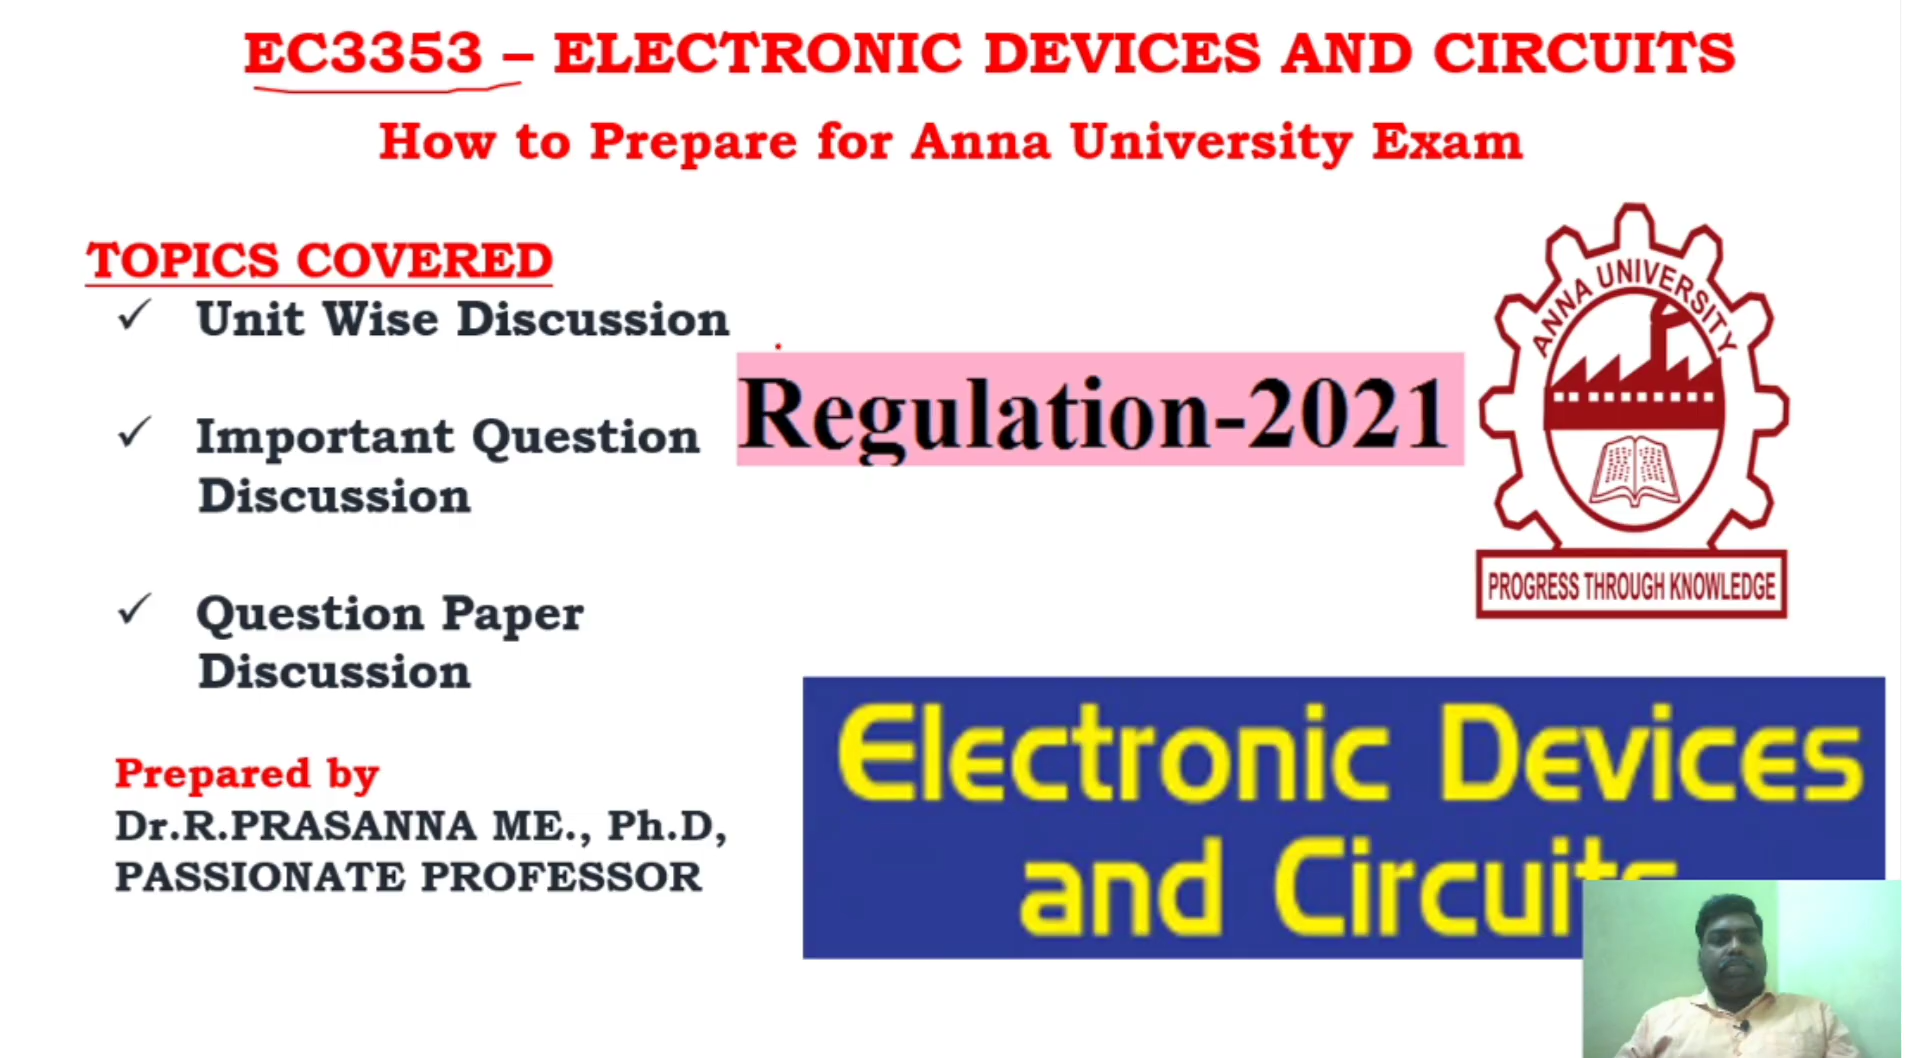 EC3353 – ELECTRONIC DEVICES AND CIRCUITS
How to Prepare for Anna University Exam
TOPICS COVERED
✓ Unit Wise Discussion
✓ Important Question
Discussion
✓ Question Paper
Discussion
Prepared by
Dr.R.PRASANNA ME., Ph.D,
PASSIONATE PROFESSOR
Regulation-2021
ANNA UNIVERSITY
PROGRESS THROUGH KNOWLEDGE
Electronic Devices
and Circuits